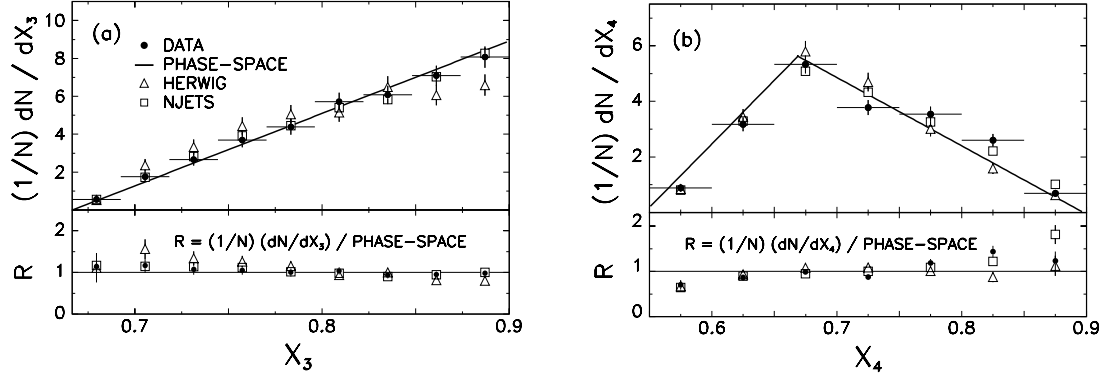 (a)
DATA
PHASE-SPACE
HERWIG
NJETS
(1/N) dN / dX₃
10
8
6
4
2
R = (1/N) (dN/dX₃) / PHASE-SPACE
R
2
1
0
0.7 0.8 0.9
X₃
(b)
(1/N) dN / dX₄
6
4
2
0
R = (1/N) (dN/dX₄) / PHASE-SPACE
R
2
1
0
0.6 0.7 0.8 0.9
X₄